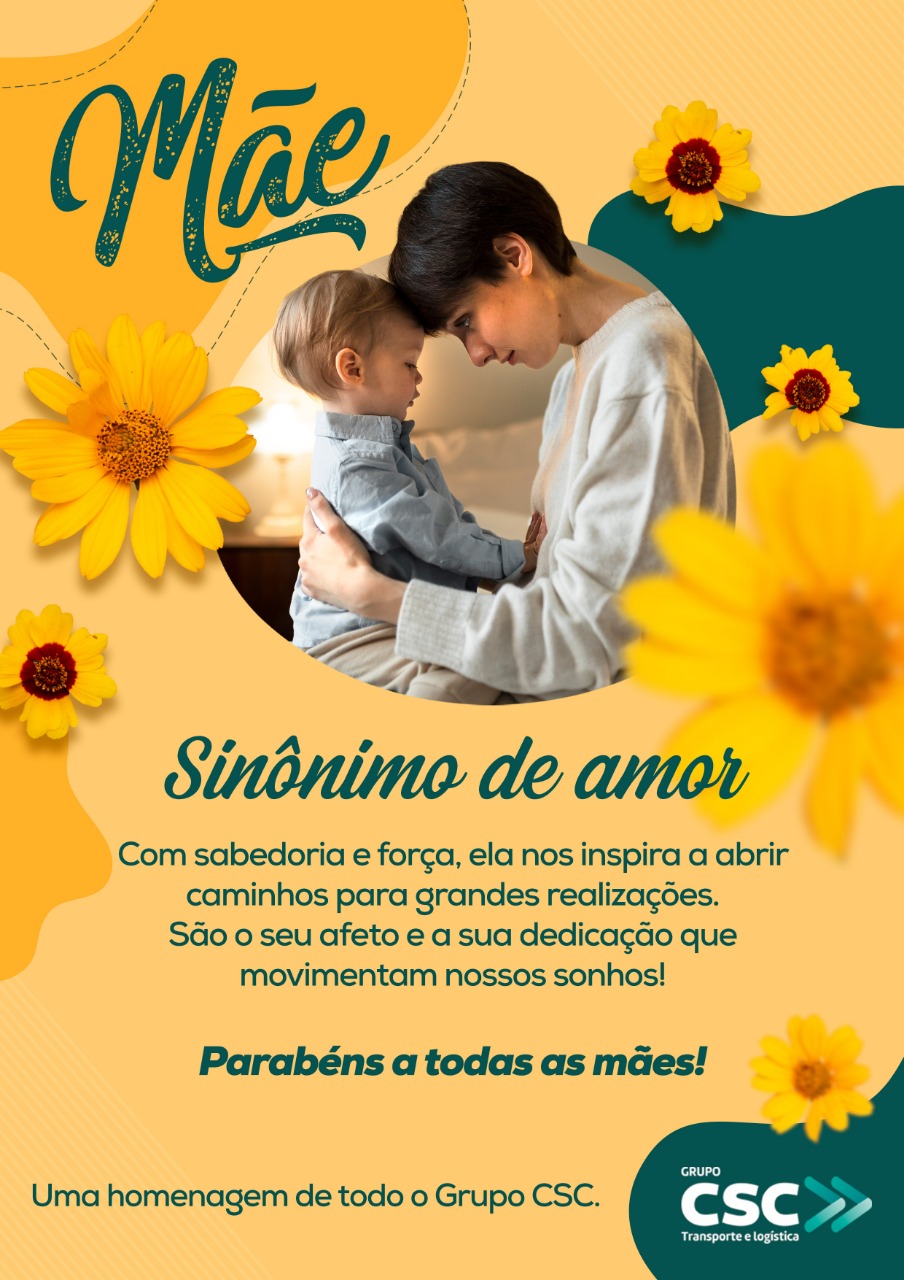 Mãe
Sinônimo de amor
Com sabedoria e força, ela nos inspira a abrir
caminhos para grandes realizações.
São o seu afeto e a sua dedicação que
movimentam nossos sonhos!
Parabéns a todas as mães!
Uma homenagem de todo o Grupo CSC.
GRUPO
CSC
Transporte e logística